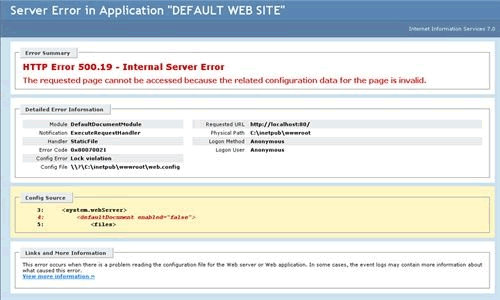 Server Error in Application "DEFAULT WEB SITE"
Internet Information Services 7.0
Error Summary
HTTP Error 500.19 - Internal Server Error
The requested page cannot be accessed because the related configuration data for the page is invalid.
Detailed Error Information
Module DefaultDocumentModule
Notification ExecuteRequestHandler
Handler StaticFile
Error Code 0x80070021
Config Error Lock violation
Config File \\?\C:\inetpub\wwwroot\web.config
Requested URL http://localhost:80/
Physical Path C:\inetpub\wwwroot
Logon Method Anonymous
Logon User Anonymous
Config Source
3: <system.webServer>
4: <defaultDocument enabled="false">
5: <files>
Links and More Information
This error occurs when there is a problem reading the configuration file for the Web server or Web application. In some cases, the event logs may contain more information about
what caused this error.
View more information »